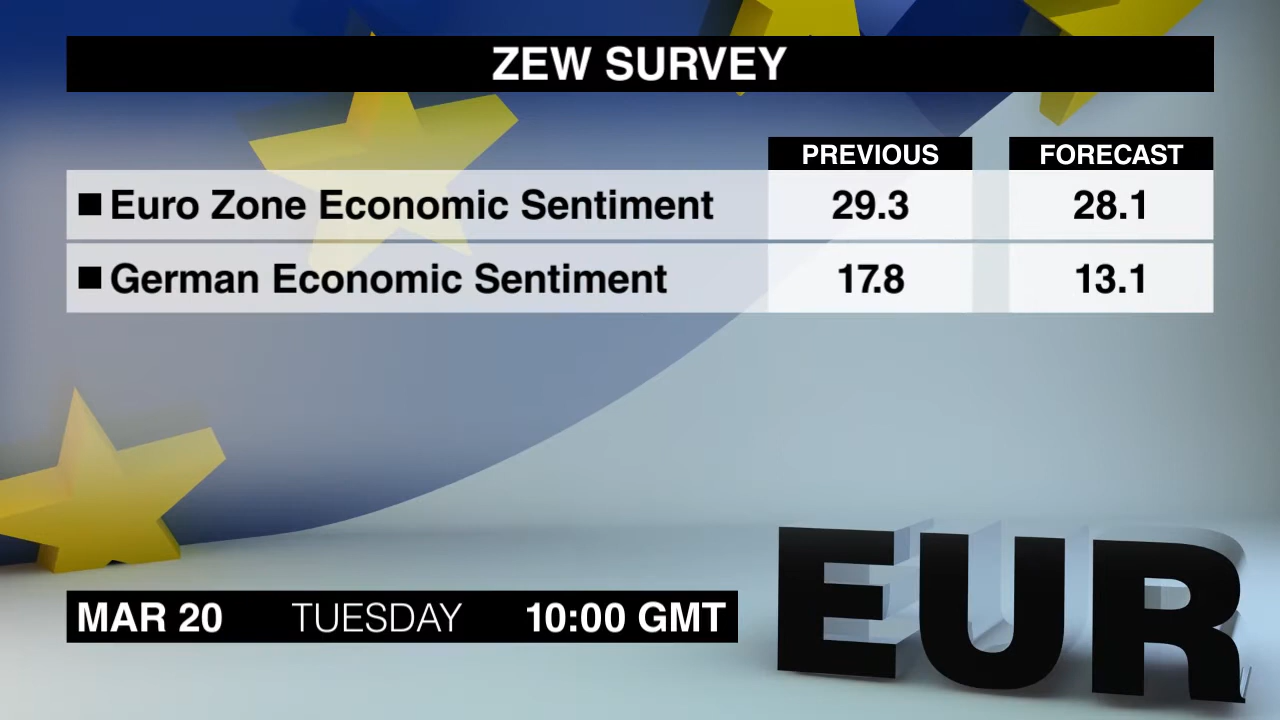 ZEW SURVEY
PREVIOUS FORECAST
Euro Zone Economic Sentiment 29.3 28.1
German Economic Sentiment 17.8 13.1
MAR 20 TUESDAY 10:00 GMT
EUR